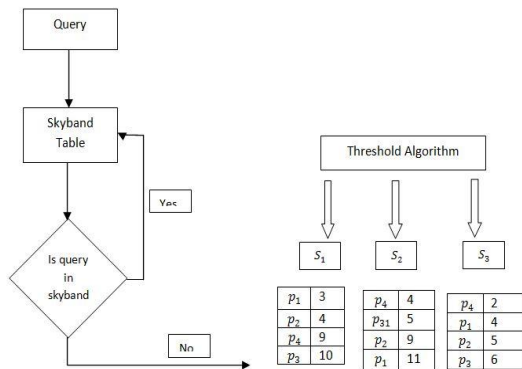 Query
Skyband
Table
Yes
Is query
in
skyband
No
Threshold Algorithm
S₁ S₂ S₃
p₁ 3
p₂ 4
p₄ 9
p₃ 10
p₄ 4
p₃₁ 5
p₂ 9
p₁ 11
p₄ 2
p₁ 4
p₂ 5
p₃ 6